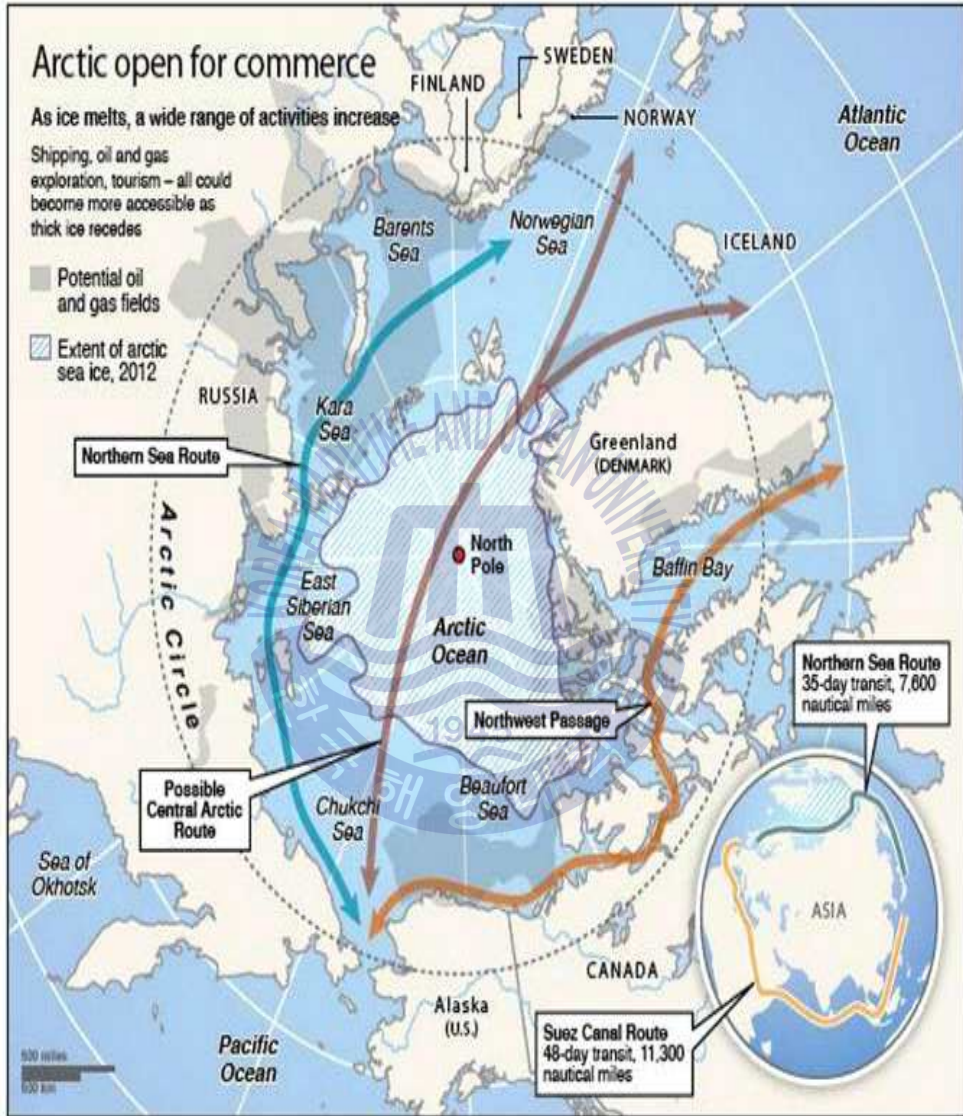 Arctic open for commerce
As ice melts, a wide range of activities increase
Shipping, oil and gas
exploration, tourism – all could
become more accessible as
thick ice recedes
Potential oil
and gas fields
Extent of arctic
sea ice, 2012
FINLAND
SWEDEN
NORWAY
Atlantic
Ocean
Barents
Sea
Norwegian
Sea
ICELAND
RUSSIA
Kara
Sea
Northern Sea Route
Greenland
(DENMARK)
Arctic Circle
North
Pole
Baffin Bay
East
Siberian
Sea
Arctic
Ocean
Northwest Passage
Northern Sea Route
35-day transit, 7,600
nautical miles
Possible
Central Arctic
Route
Chukchi
Sea
Beaufort
Sea
Sea of
Okhotsk
ASIA
CANADA
Alaska
(U.S.)
Suez Canal Route
48-day transit, 11,300
nautical miles
Pacific
Ocean
MARITIME AND OCEAN UNIVERSITY